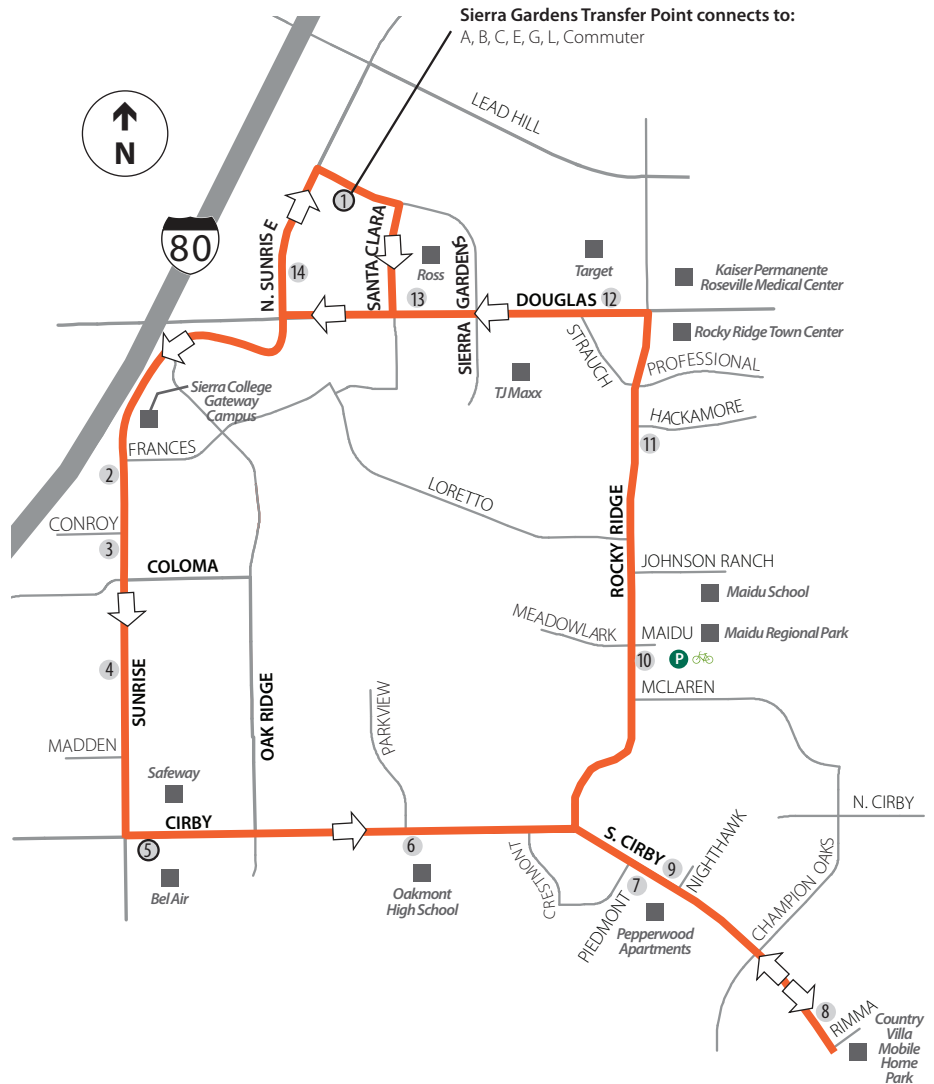 Sierra Gardens Transfer Point connects to:
A, B, C, E, G, L, Commuter
N
LEAD HILL
80
1
N. SUNRISE
SANTA CLARA
SIERRA GARDENS
14
Ross
13
Target
DOUGLAS
12
Kaiser Permanente
Roseville Medical Center
Rocky Ridge Town Center
STRAUCH
PROFESSIONAL
TJ Maxx
Sierra College
Gateway
Campus
HACKAMORE
11
FRANCES
2
LORETTO
CONROY
3
ROCKY RIDGE
JOHNSON RANCH
COLOMA
Maidu School
MEADOWLARK
MAIDU
Maidu Regional Park
10
P
4
SUNRISE
OAK RIDGE
MCLAREN
PARKVIEW
MADDEN
Safeway
N. CIRBY
CIRBY
5
6
S. CIRBY
9
NIGHTHAWK
CRESTMONT
7
PIEDMONT
CHAMPION OAKS
Bel Air
Oakmont
High School
Pepperwood
Apartments
8
RIMMA
Country
Villa
Mobile
Home
Park